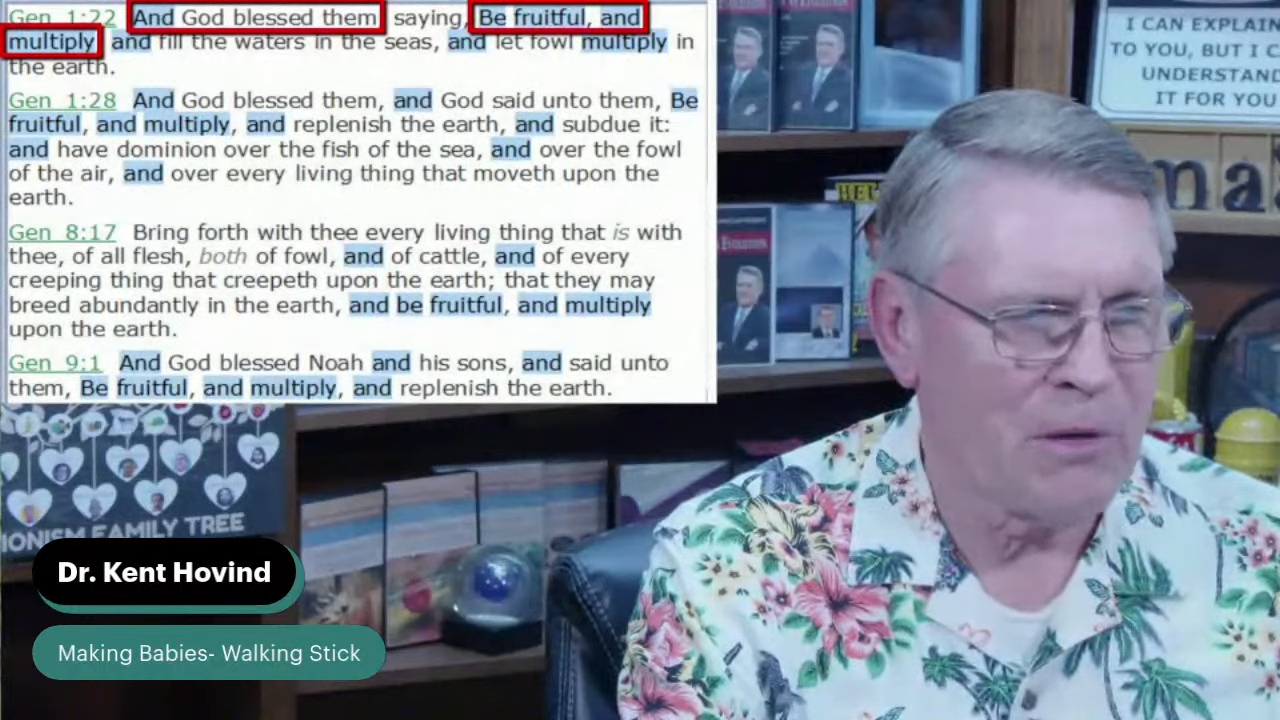 Gen 1:22 And God blessed them, saying, Be fruitful, and
multiply, and fill the waters in the seas, and let fowl multiply in
the earth.
Gen 1:28 And God blessed them, and God said unto them, Be
fruitful, and multiply, and replenish the earth, and subdue it:
and have dominion over the fish of the sea, and over the fowl
of the air, and over every living thing that moveth upon the
earth.
Gen 8:17 Bring forth with thee every living thing that is with
thee, of all flesh, both of fowl, and of cattle, and of every
creeping thing that creepeth upon the earth; that they may
breed abundantly in the earth, and be fruitful, and multiply
upon the earth.
Gen 9:1 And God blessed Noah and his sons, and said unto
them, Be fruitful, and multiply, and replenish the earth.
I CAN EXPLAIN
TO YOU, BUT I C
UNDERSTAND
IT FOR YOU
ma
EVOLUTION
IONISM FAMILY TREE
Dr. Kent Hovind
Making Babies- Walking Stick